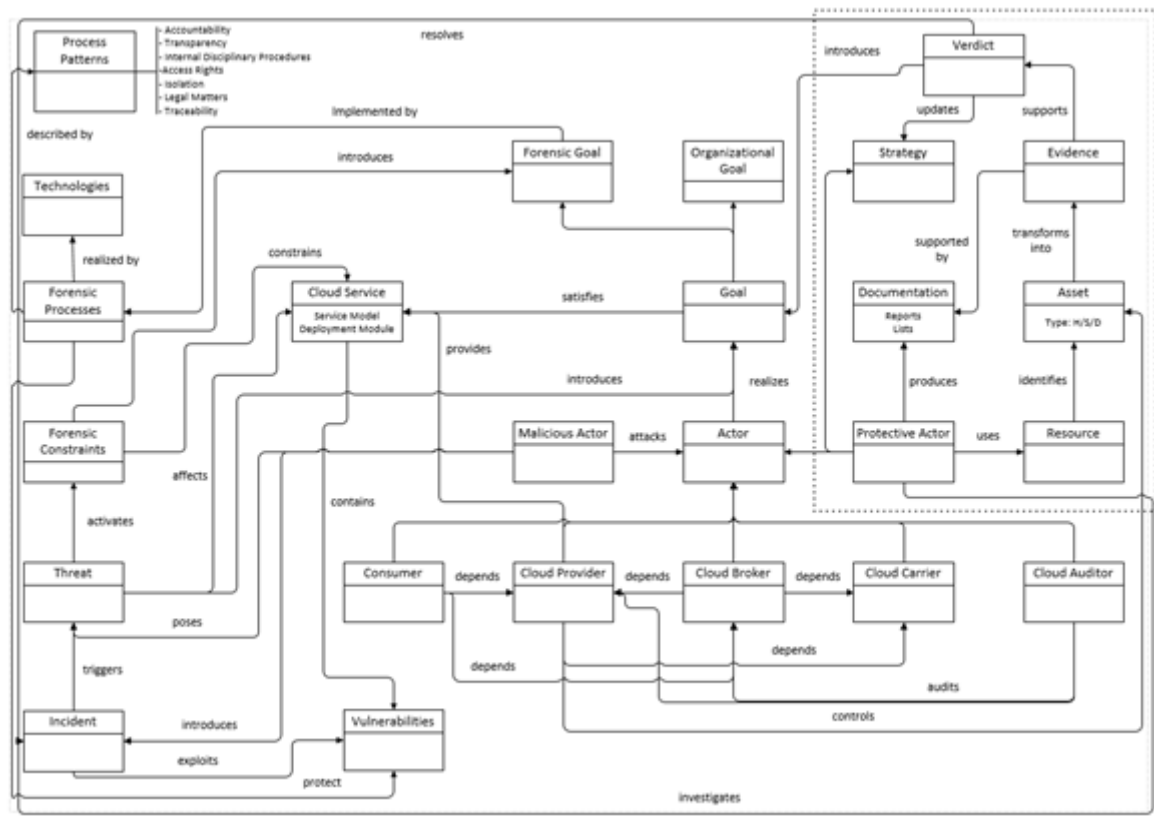 Process
Patterns
- Accountability
- Transparency
- Internal Disciplinary Procedures
-Access Rights
- Isolation
- Legal Matters
- Traceability
resolves
introduces
Verdict
described by
Implemented by
updates
supports
introduces
Forensic Goal
Organizational
Goal
Strategy
Evidence
Technologies
realized by
constrains
supported
by
transforms
into
Forensic
Processes
Cloud Service
Service Model
Deployment Module
satisfies
Goal
Documentation
Reports
Lists
Asset
Type: H/S/D
provides
introduces
realizes
produces
identifies
Forensic
Constraints
Malicious Actor
attacks
Actor
Protective Actor
uses
Resource
affects
contains
activates
Threat
Consumer
depends
Cloud Provider
depends
Cloud Broker
depends
Cloud Carrier
Cloud Auditor
poses
depends
depends
triggers
audits
Incident
introduces
Vulnerabilities
controls
exploits
protect
investigates